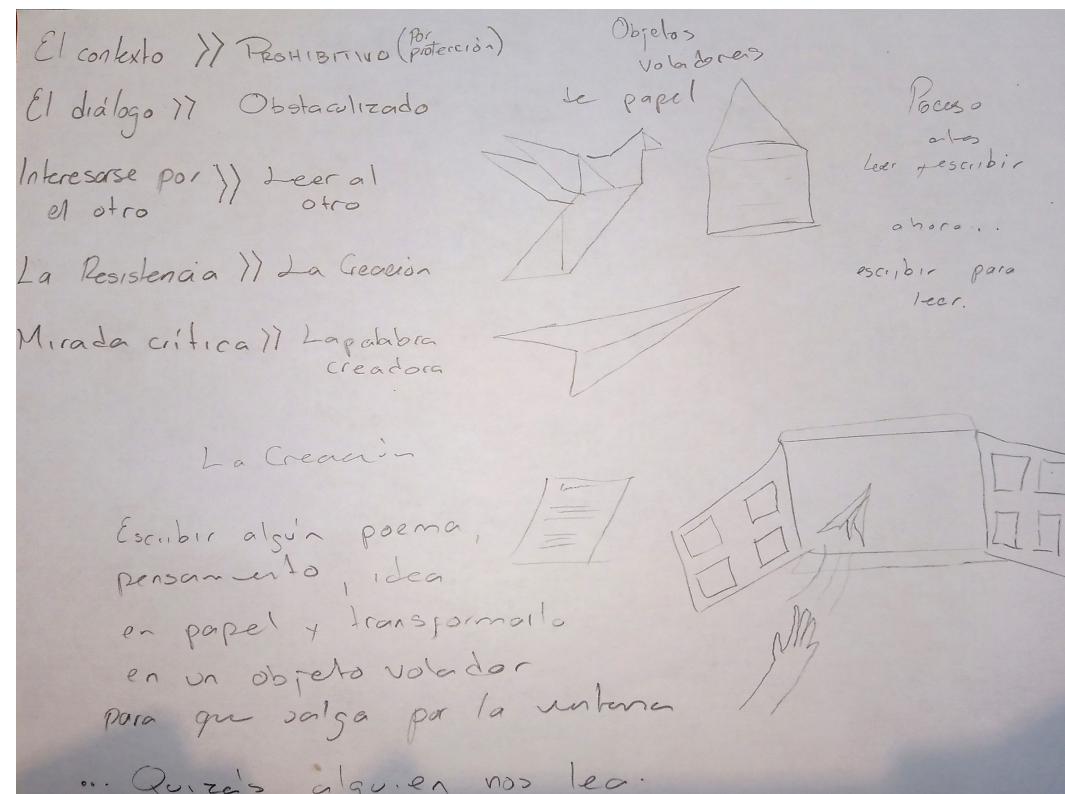 El contexto >> PROHIBITIVO (Por protección)
El diálogo >> Obstaculizado
Interesarse por >> Leer al
el otro otro
La Resistencia >> La Creación
Mirada crítica >> La palabra
creadora
Objetos
voladores
de papel
Proceso
antes
Leer + escribir
ahora...
escribir para
leer.
La Creación
Escribir algún poema,
pensamiento, idea
en papel y transformarlo
en un objeto volador
para que salga por la ventana
... Quizás alguien nos lea.